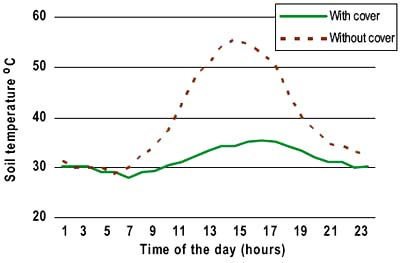 With cover
Without cover
60
50
40
30
20
Soil temperature °C
1 3 5 7 9 11 13 15 17 19 21 23
Time of the day (hours)